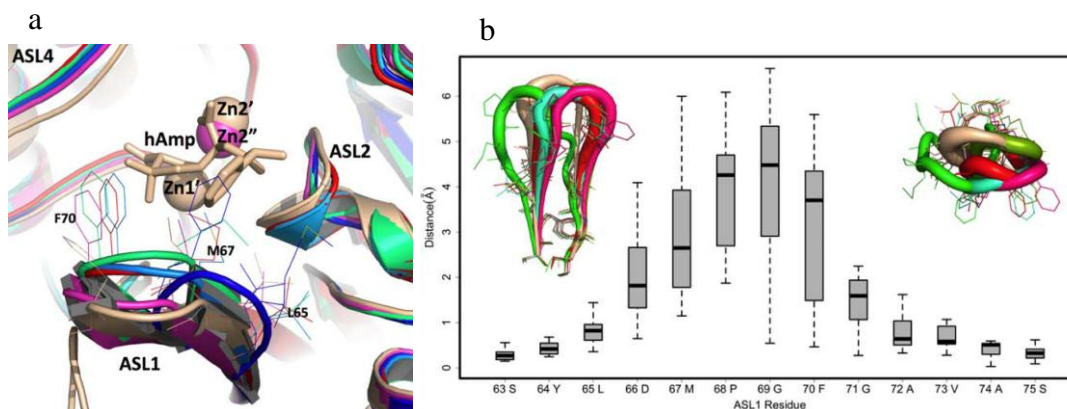 a
ASL4
Zn2'
hAmp
Zn2''
ASL2
Zn1'
F70
M67
L65
ASL1
b
Distance(Å)
6
5
4
3
2
1
0
63 S 64 Y 65 L 66 D 67 M 68 P 69 G 70 F 71 G 72 A 73 V 74 A 75 S
ASL1 Residue